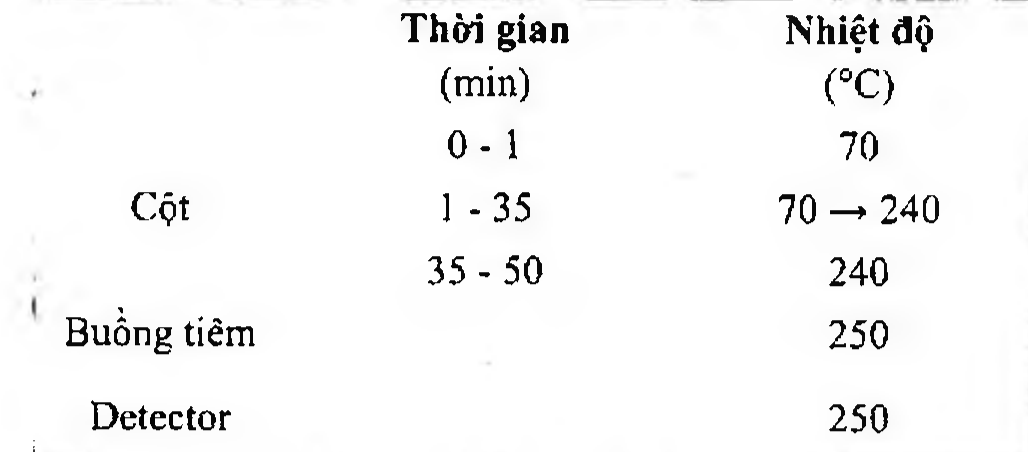 Thời gian Nhiệt độ
(min) (°C)
0 - 1 70
Cột 1 - 35 70 → 240
35 - 50 240
Buồng tiêm 250
Detector 250